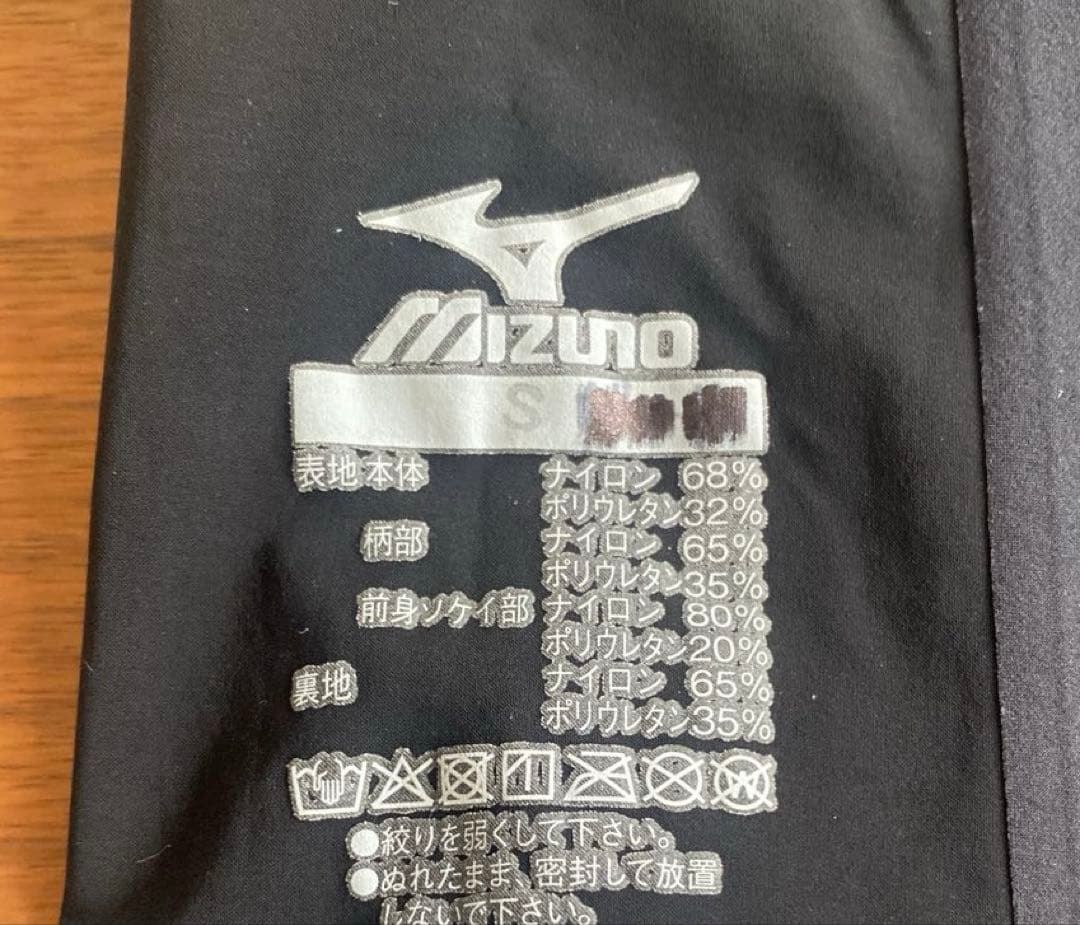 MIZUNO
S
表地 本体 ナイロン 68%
ポリウレタン32%
柄部 ナイロン 65%
ポリウレタン35%
前身ソケイ部 ナイロン 80%
ポリウレタン20%
裏地 ナイロン 65%
ポリウレタン35%
●絞りを弱くして下さい。
●ぬれたまま、密封して放置
しないで下さい。